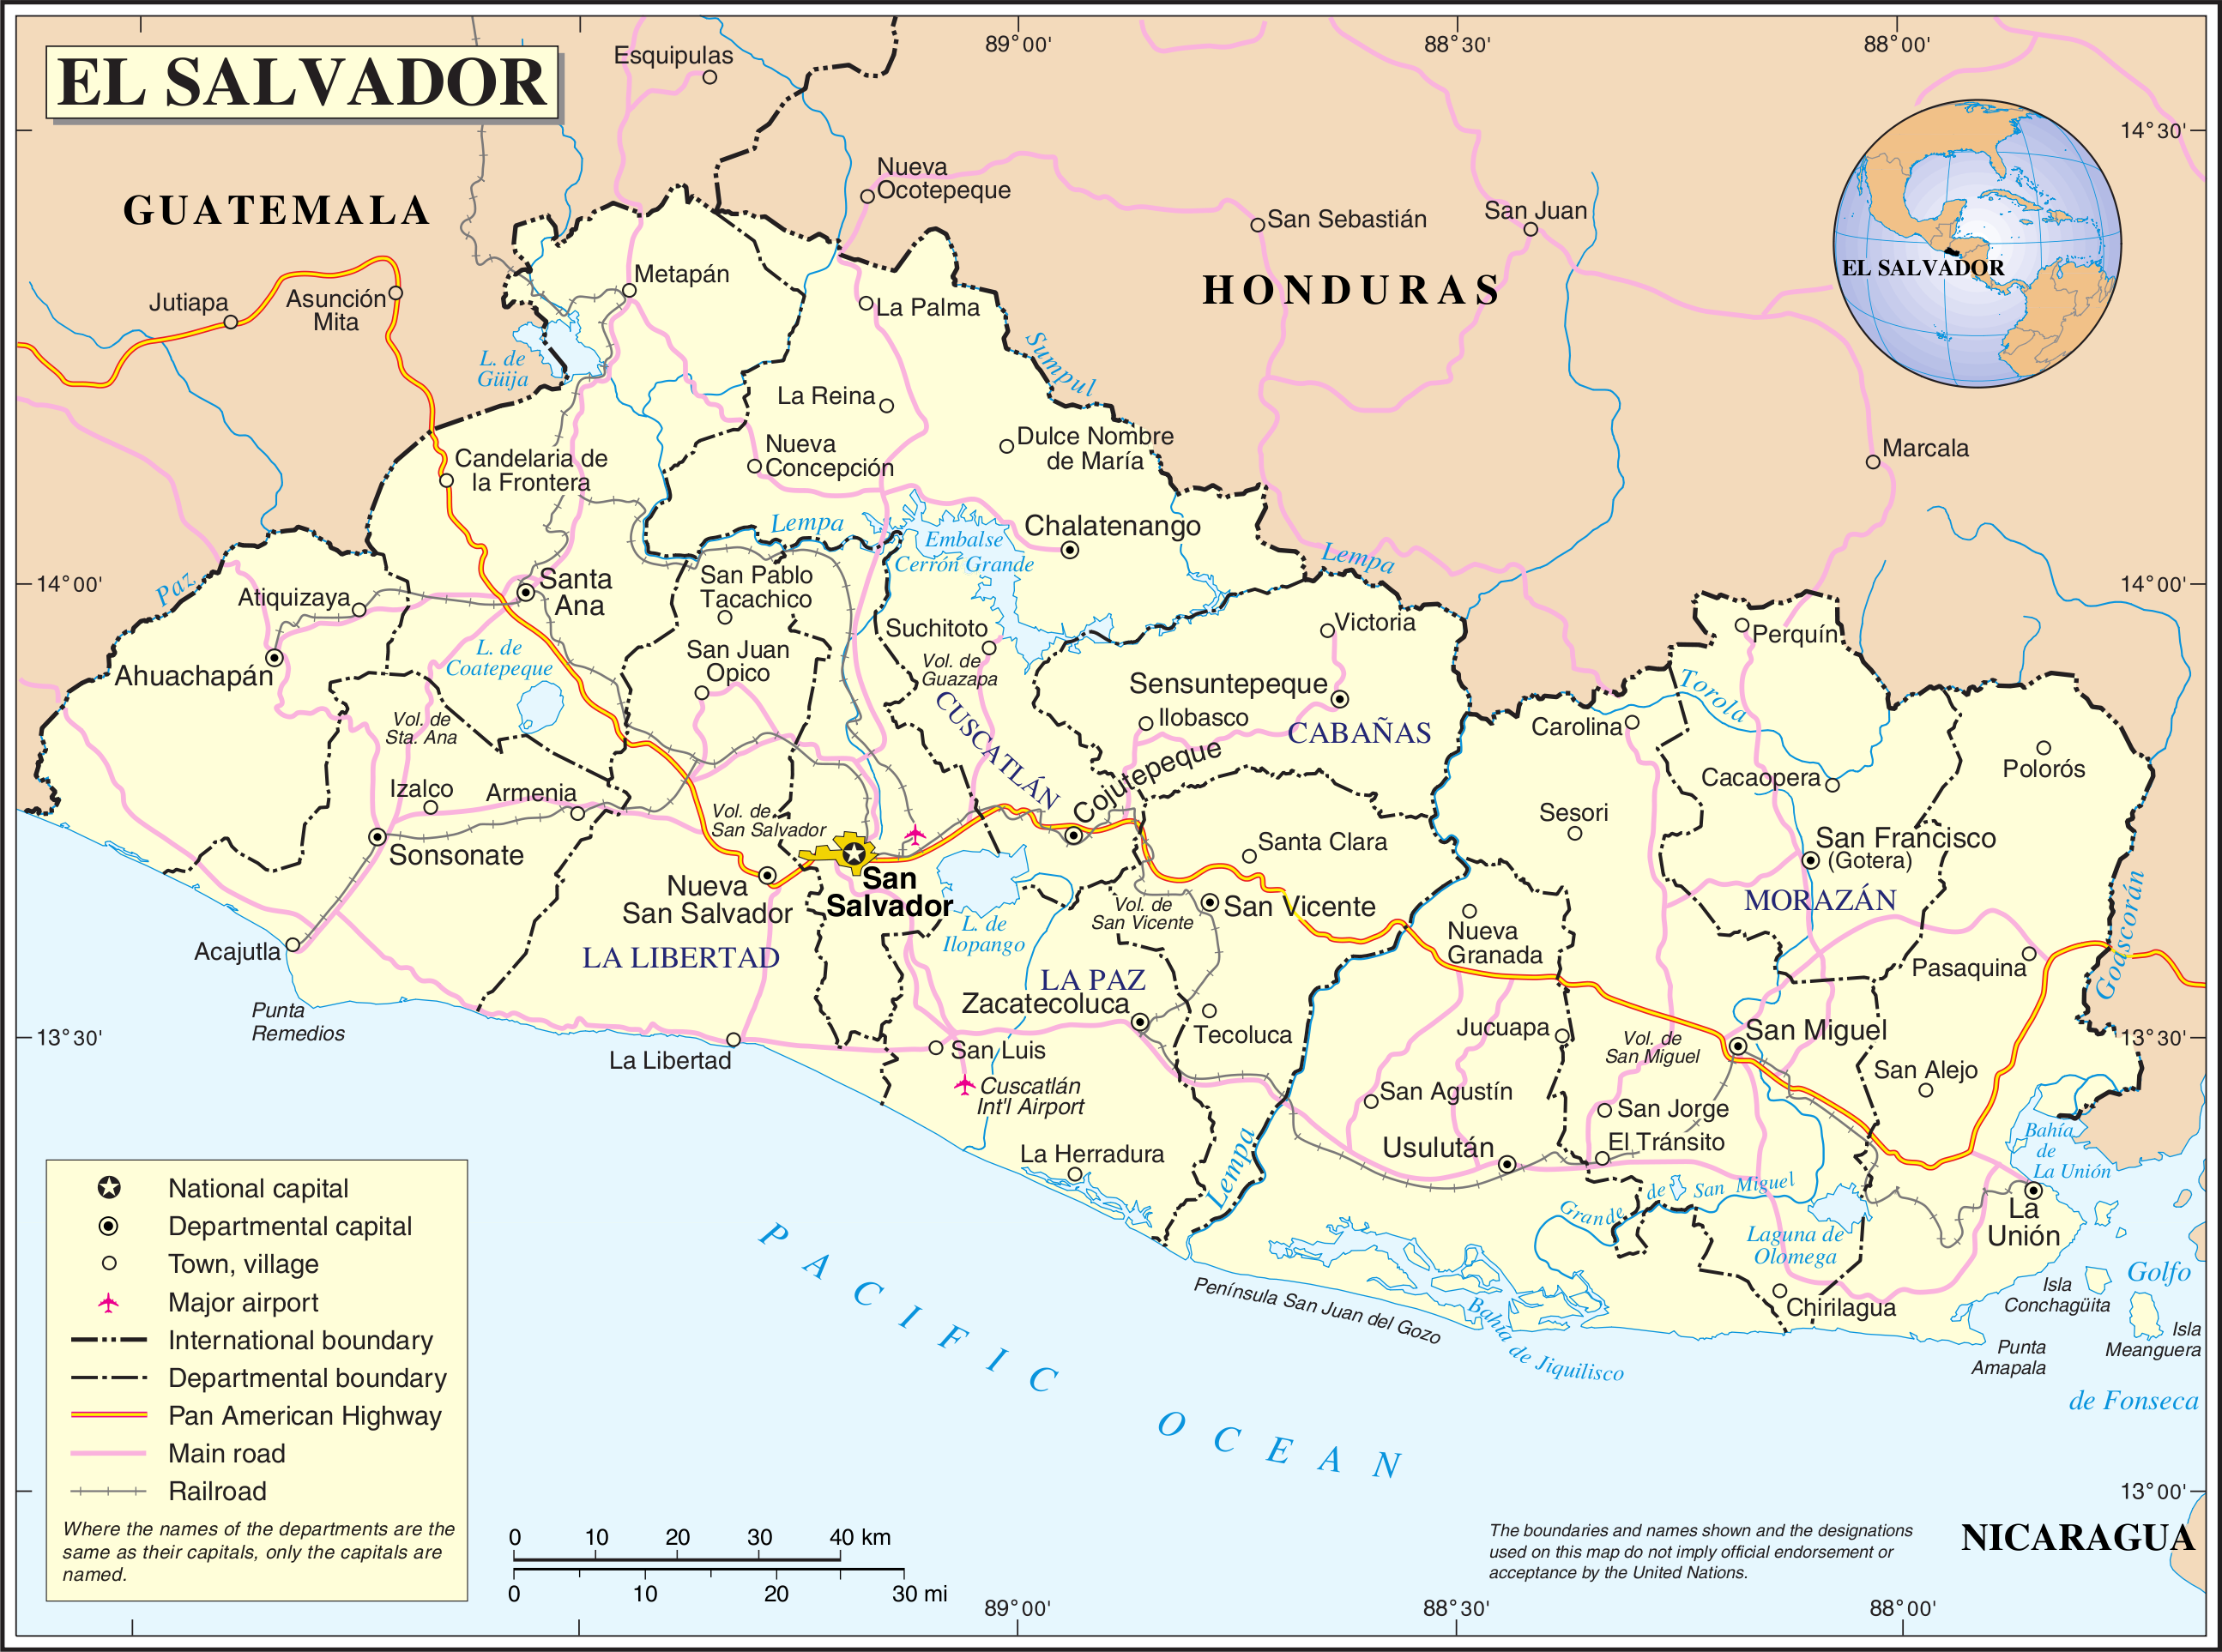 EL SALVADOR
89°00'
88°30'
88°00'
14°30'
14°00'
14°00'
13°30'
13°30'
13°00'
89°00'
88°30'
88°00'
GUATEMALA
HONDURAS
NICARAGUA
EL SALVADOR
Esquipulas
Nueva
Ocotepeque
San Sebastián
San Juan
Marcala
Jutiapa
Asunción
Mita
Metapán
La Palma
L. de
Güija
Sumpul
La Reina
Dulce Nombre
de María
Nueva
Concepción
Candelaria de
la Frontera
Lempa
Embalse
Cerrón Grande
Chalatenango
Lempa
Paz
Atiquizaya
Santa
Ana
San Pablo
Tacachico
Ahuachapán
L. de
Coatepeque
San Juan
Opico
Suchitoto
Vol. de
Guazapa
Victoria
Sensuntepeque
Ilobasco
CABAÑAS
CUSCATLÁN
Cojutepeque
Perquín
Torola
Carolina
Cacaopera
Polorós
Sesori
San Francisco
(Gotera)
MORAZÁN
Goascorán
Vol. de
Sta. Ana
Izalco
Armenia
Sonsonate
Vol. de
San Salvador
Nueva
San Salvador
San
Salvador
LA LIBERTAD
L. de
Ilopango
Santa Clara
Vol. de
San Vicente
San Vicente
LA PAZ
Zacatecoluca
Tecoluca
Nueva
Granada
Jucuapa
Pasaquina
Acajutla
Punta
Remedios
La Libertad
San Luis
Cuscatlán
Int'l Airport
La Herradura
Lempa
San Agustín
Usulután
Vol. de
San Miguel
San Miguel
San Jorge
El Tránsito
San Alejo
Grande de San Miguel
Laguna de
Olomega
Chirilagua
Bahía
de
La Unión
La
Unión
Isla
Conchagüita
Golfo
Isla
Meanguera
Punta
Amapala
de Fonseca
Península San Juan del Gozo
Bahía de Jiquilisco
PACIFIC
OCEAN
National capital
Departmental capital
Town, village
Major airport
International boundary
Departmental boundary
Pan American Highway
Main road
Railroad
Where the names of the departments are the
same as their capitals, only the capitals are
named.
0 10 20 30 40 km
0 10 20 30 mi
The boundaries and names shown and the designations
used on this map do not imply official endorsement or
acceptance by the United Nations.